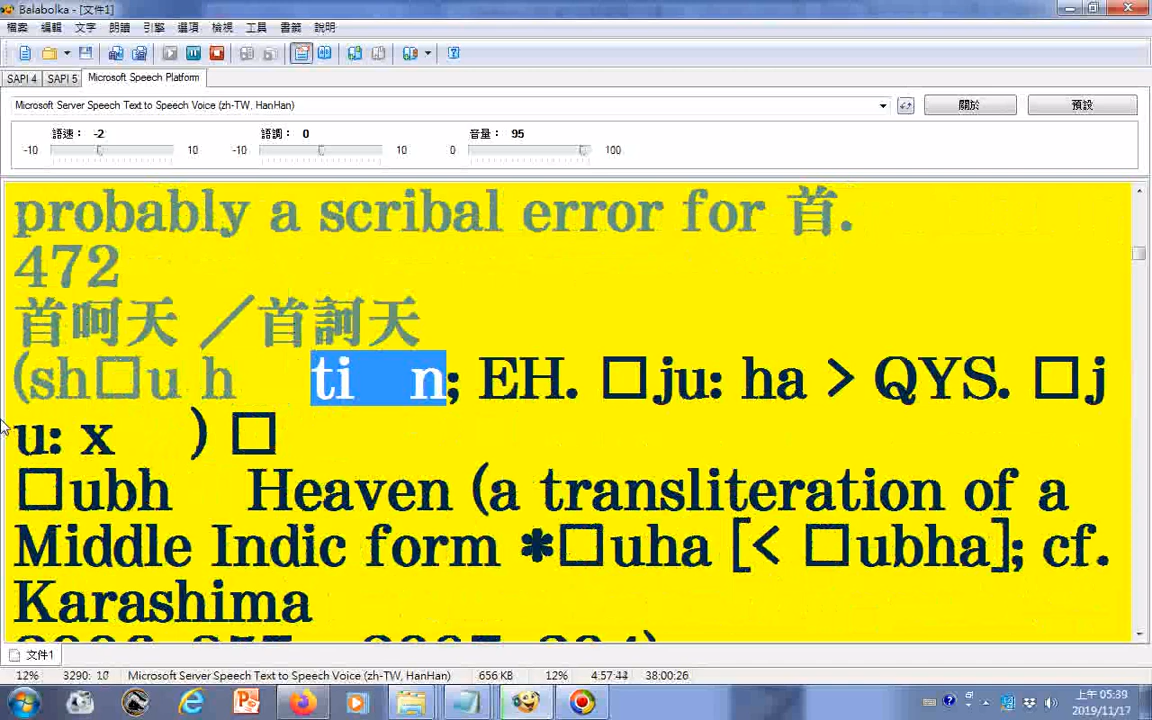 Balabolka - [文件1]
檔案 編輯 文字 朗讀 引擎 選項 檢視 工具 書籤 說明
SAPI 4 SAPI 5 Microsoft Speech Platform
Microsoft Server Speech Text to Speech Voice (zh-TW, HanHan) 關於 預設
語速： -2 語調： 0 音量： 95
-10 10 -10 10 0 100
probably a scribal error for 首.
472
首呵天 ／首訶天
(sh□u h ti n; EH. □ju: ha > QYS. □j
u: x ) □
□ubh Heaven (a transliteration of a
Middle Indic form *□uha [< □ubha]; cf.
Karashima
文件1
12% 3290: 10 Microsoft Server Speech Text to Speech Voice (zh-TW, HanHan) 656 KB 12% 4:57:44 38:00:26
上午 05:39
2019/11/17